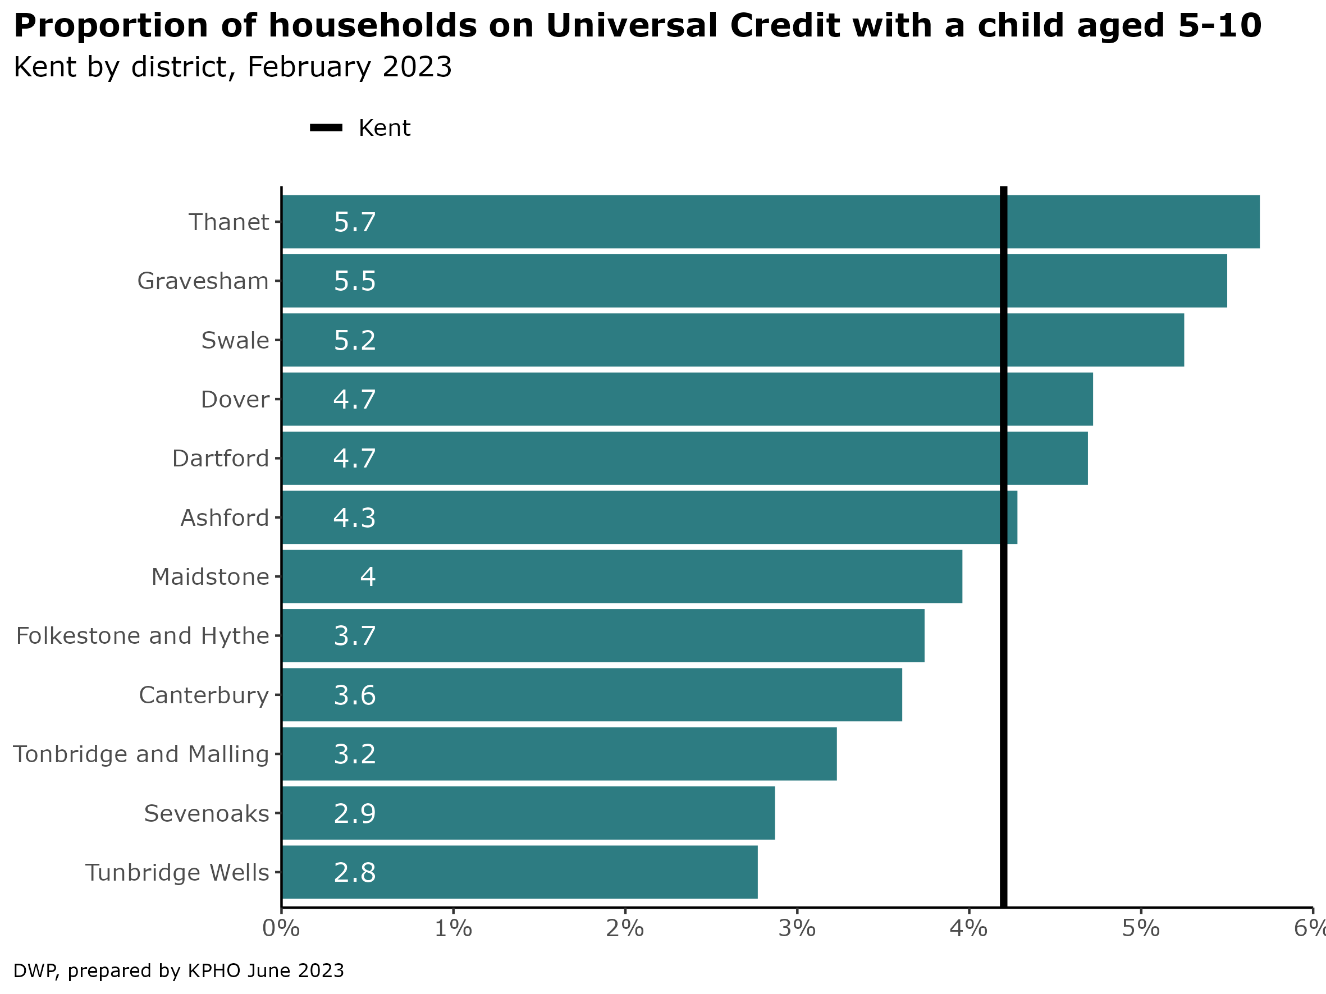 Proportion of households on Universal Credit with a child aged 5-10
Kent by district, February 2023
Kent
Thanet 5.7
Gravesham 5.5
Swale 5.2
Dover 4.7
Dartford 4.7
Ashford 4.3
Maidstone 4
Folkestone and Hythe 3.7
Canterbury 3.6
Tonbridge and Malling 3.2
Sevenoaks 2.9
Tunbridge Wells 2.8
0% 1% 2% 3% 4% 5% 6%
DWP, prepared by KPHO June 2023